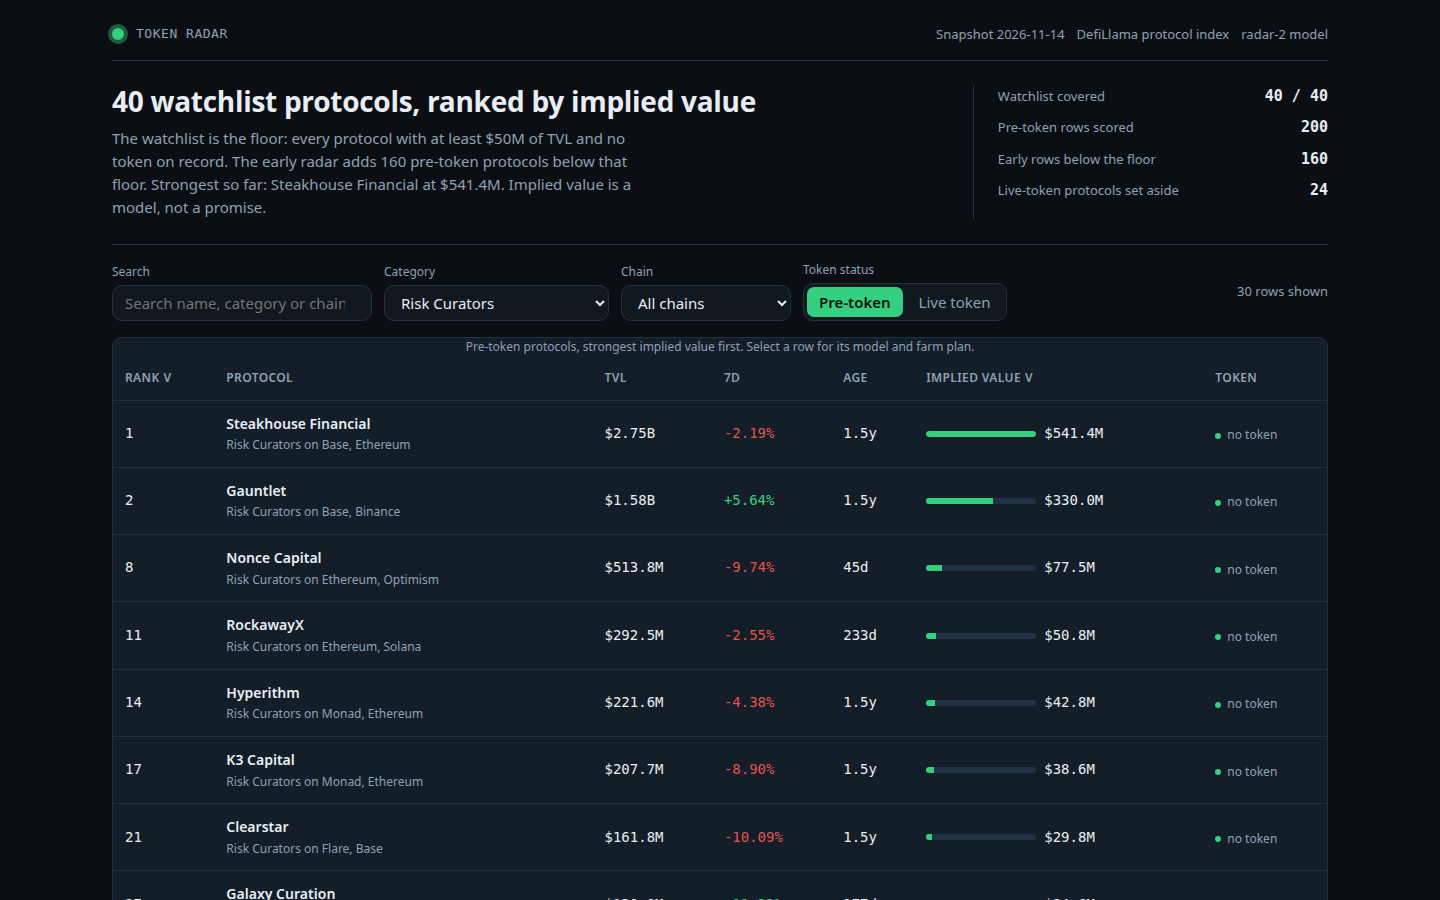 TOKEN RADAR
Snapshot 2026-11-14 DefiLlama protocol index radar-2 model
40 watchlist protocols, ranked by implied value
The watchlist is the floor: every protocol with at least $50M of TVL and no
token on record. The early radar adds 160 pre-token protocols below that
floor. Strongest so far: Steakhouse Financial at $541.4M. Implied value is a
model, not a promise.
Watchlist covered 40 / 40
Pre-token rows scored 200
Early rows below the floor 160
Live-token protocols set aside 24
Search Category Chain Token status
Search name, category or chain Risk Curators All chains Pre-token Live token
30 rows shown
Pre-token protocols, strongest implied value first. Select a row for its model and farm plan.
RANK V PROTOCOL TVL 7D AGE IMPLIED VALUE V TOKEN
1 Steakhouse Financial $2.75B -2.19% 1.5y $541.4M no token
Risk Curators on Base, Ethereum
2 Gauntlet $1.58B +5.64% 1.5y $330.0M no token
Risk Curators on Base, Binance
8 Nonce Capital $513.8M -9.74% 45d $77.5M no token
Risk Curators on Ethereum, Optimism
11 RockawayX $292.5M -2.55% 233d $50.8M no token
Risk Curators on Ethereum, Solana
14 Hyperithm $221.6M -4.38% 1.5y $42.8M no token
Risk Curators on Monad, Ethereum
17 K3 Capital $207.7M -8.90% 1.5y $38.6M no token
Risk Curators on Monad, Ethereum
21 Clearstar $161.8M -10.09% 1.5y $29.8M no token
Risk Curators on Flare, Base
Galaxy Curation